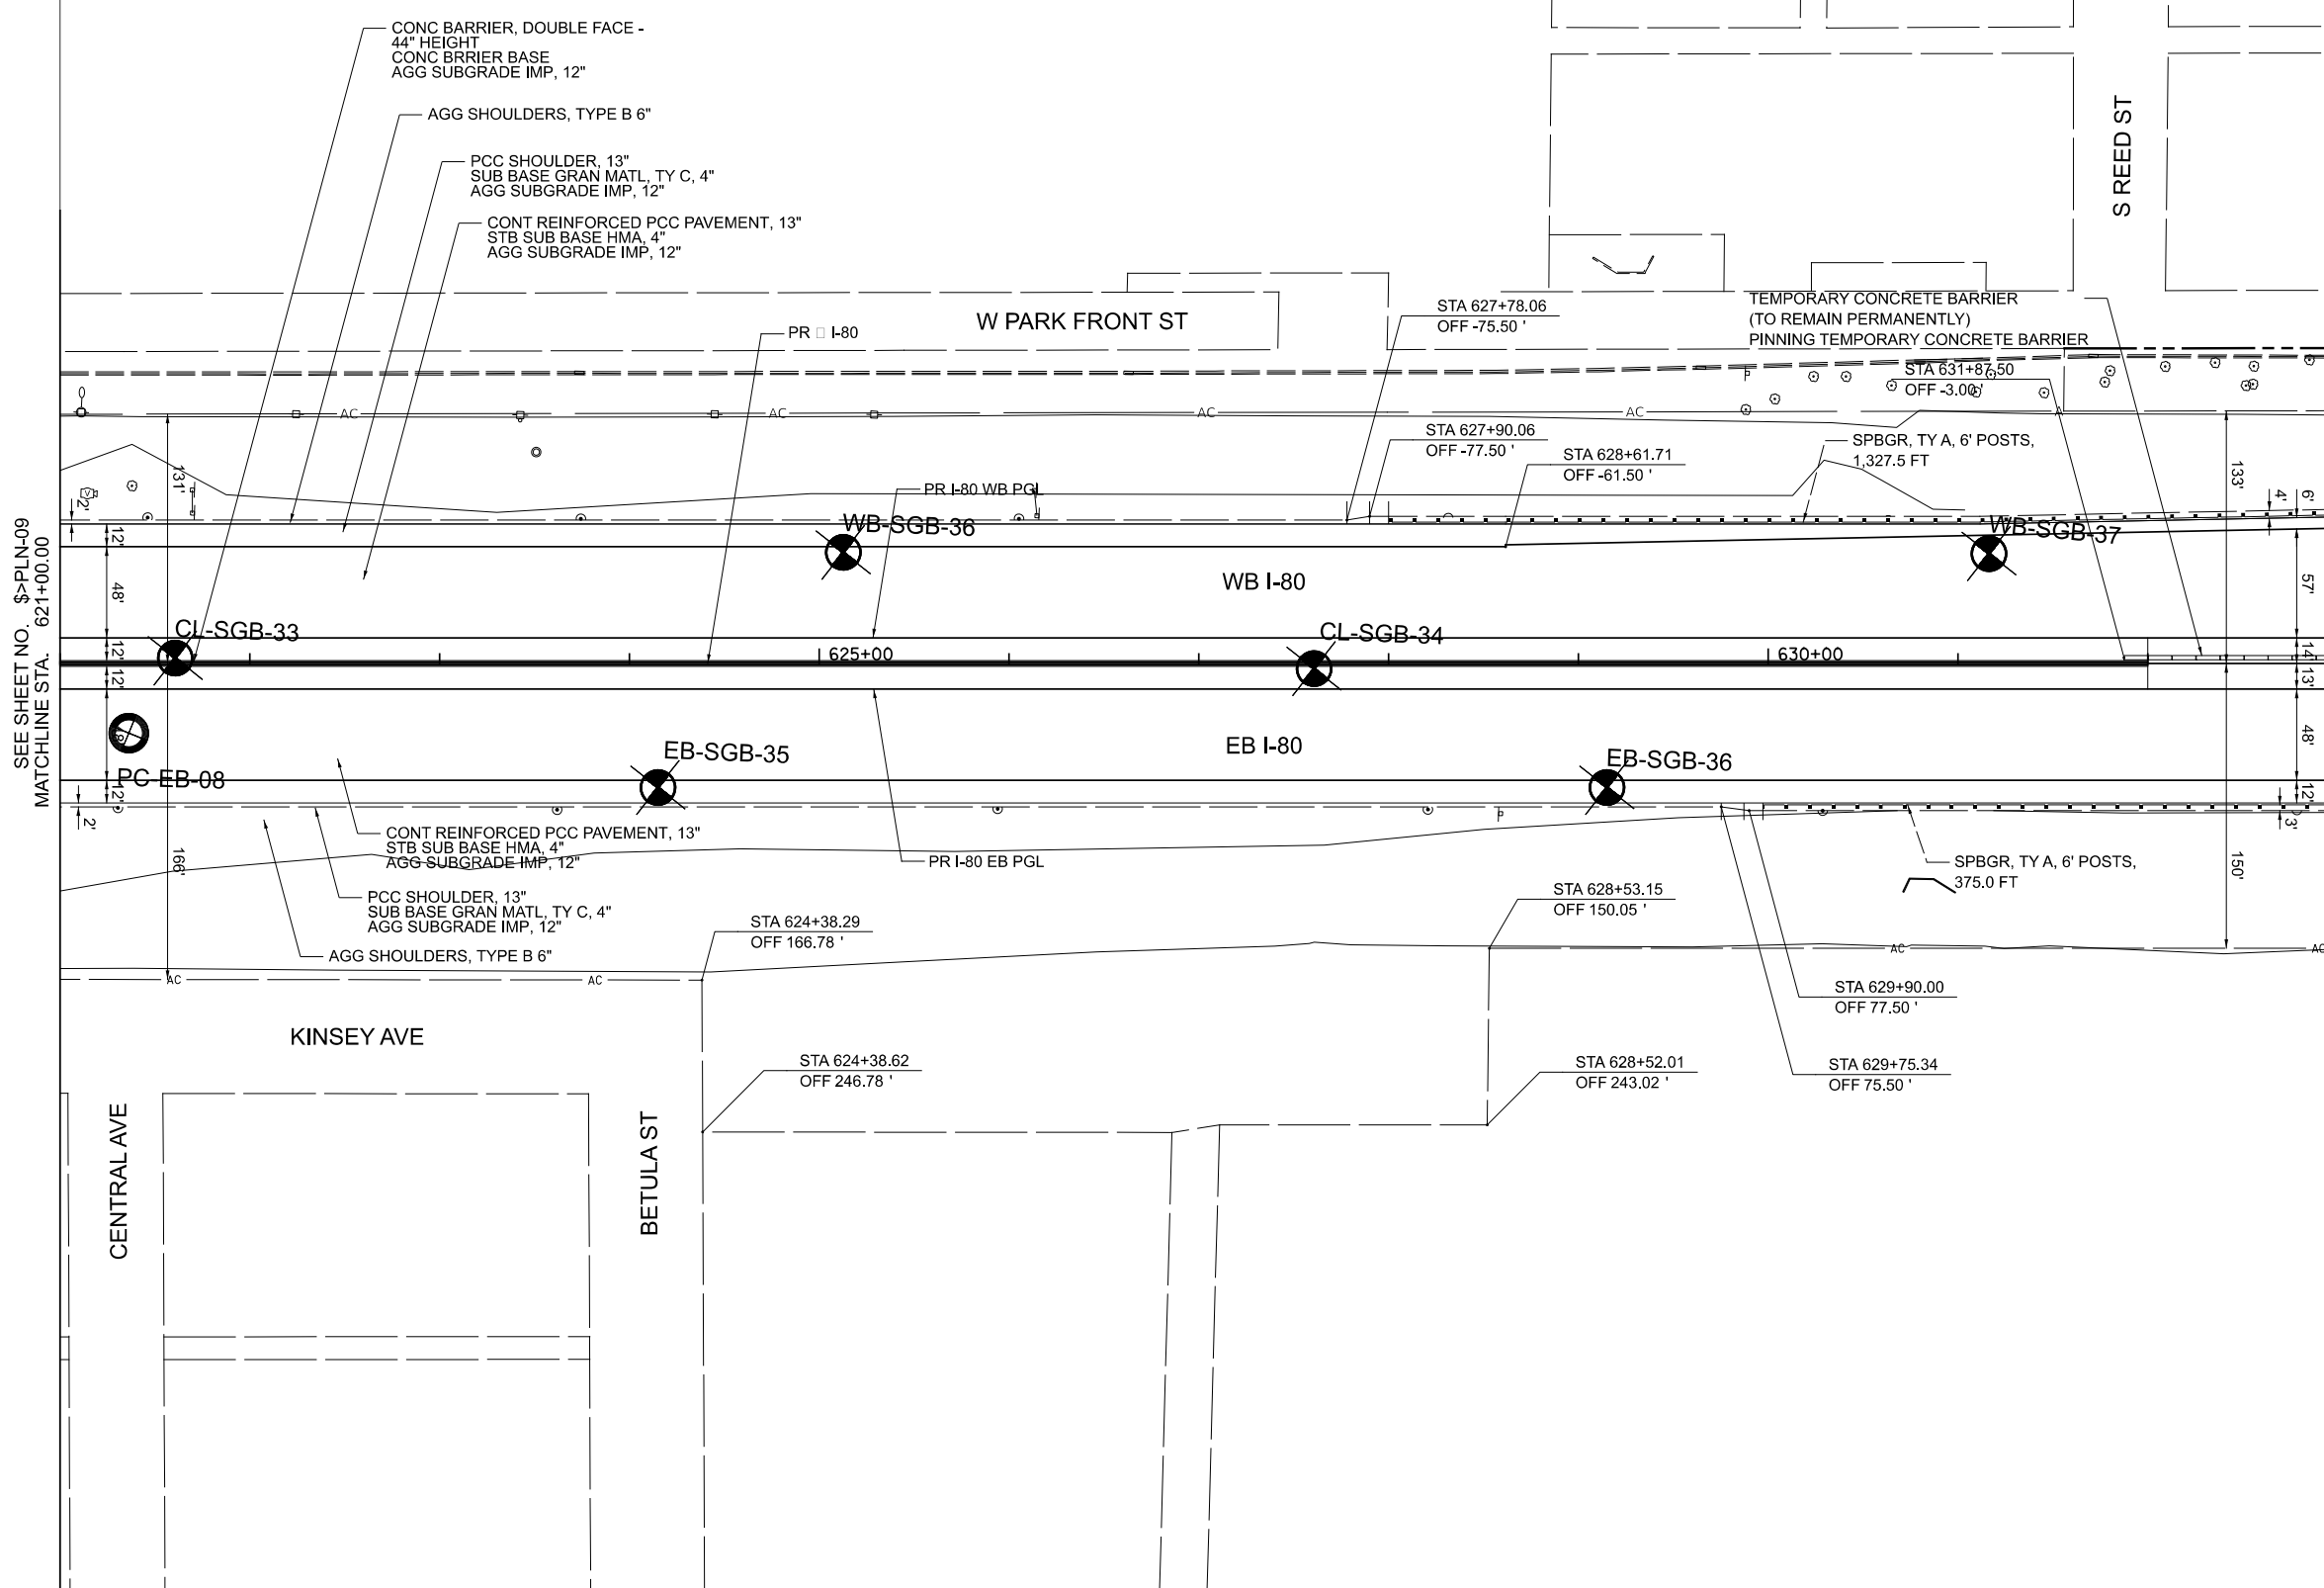 CONC BARRIER, DOUBLE FACE -
44" HEIGHT
CONC BRRIER BASE
AGG SUBGRADE IMP, 12"
AGG SHOULDERS, TYPE B 6"
PCC SHOULDER, 13"
SUB BASE GRAN MATL, TY C, 4"
AGG SUBGRADE IMP, 12"
CONT REINFORCED PCC PAVEMENT, 13"
STB SUB BASE HMA, 4"
AGG SUBGRADE IMP, 12"
S REED ST
W PARK FRONT ST
PR □ I-80
STA 627+78.06
OFF -75.50 '
TEMPORARY CONCRETE BARRIER
(TO REMAIN PERMANENTLY)
PINNING TEMPORARY CONCRETE BARRIER
STA 631+87.50
OFF -3.00'
AC
AC
AC
AC
A
STA 627+90.06
OFF -77.50 '
STA 628+61.71
OFF -61.50 '
SPBGR, TY A, 6' POSTS,
1,327.5 FT
131'
133'
2'
PR I-80 WB PGL
4'
6'
12'
WB-SGB-36
WB-SGB-37
SEE SHEET NO. $>PLN-09
MATCHLINE STA. 621+00.00
48'
WB I-80
57'
CL-SGB-33
CL-SGB-34
12'
625+00
630+00
14'
12'
13'
EB-SGB-35
EB I-80
EB-SGB-36
48'
PC-EB-08
12'
12'
2'
3'
CONT REINFORCED PCC PAVEMENT, 13"
STB SUB BASE HMA, 4"
AGG SUBGRADE IMP, 12"
PR I-80 EB PGL
SPBGR, TY A, 6' POSTS,
375.0 FT
166'
150'
PCC SHOULDER, 13"
SUB BASE GRAN MATL, TY C, 4"
AGG SUBGRADE IMP, 12"
STA 628+53.15
OFF 150.05 '
STA 624+38.29
OFF 166.78 '
AGG SHOULDERS, TYPE B 6"
AC
AC
AC
AC
STA 629+90.00
OFF 77.50 '
KINSEY AVE
STA 624+38.62
OFF 246.78 '
STA 628+52.01
OFF 243.02 '
STA 629+75.34
OFF 75.50 '
CENTRAL AVE
BETULA ST